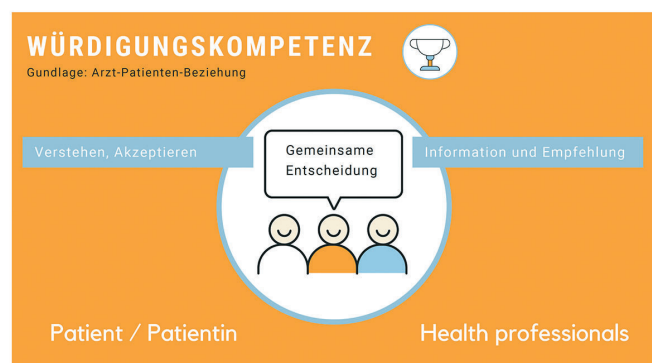 WÜRDIGUNGSKOMPETENZ
Gundlage: Arzt-Patienten-Beziehung
Verstehen, Akzeptieren
Gemeinsame
Entscheidung
Information und Empfehlung
Patient / Patientin
Health professionals